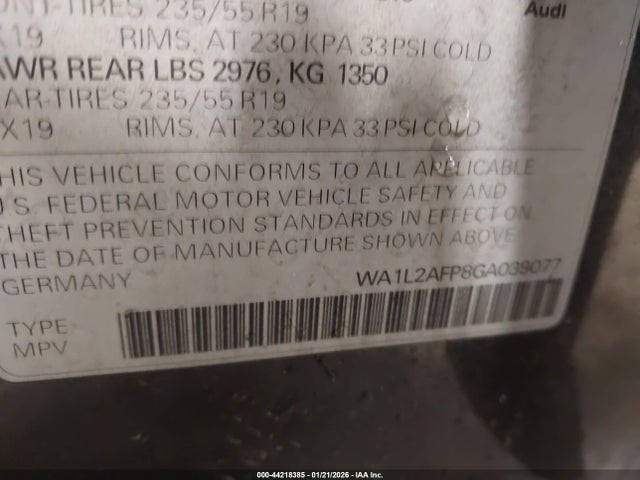 TIRES 235/55 R19
Audi
X19 RIMS, AT 230 KPA 33 PSI COLD
AWR REAR LBS 2976, KG 1350
AR-TIRES 235/55 R19
X19 RIMS, AT 230 KPA 33 PSI COLD
HIS VEHICLE CONFORMS TO ALL APPLICABLE
U.S. FEDERAL MOTOR VEHICLE SAFETY AND
THEFT PREVENTION STANDARDS IN EFFECT ON
THE DATE OF MANUFACTURE SHOWN ABOVE
GERMANY WA1L2AFP8GA039077
TYPE
MPV
000-44218385 - 01/21/2026 - IAA Inc.